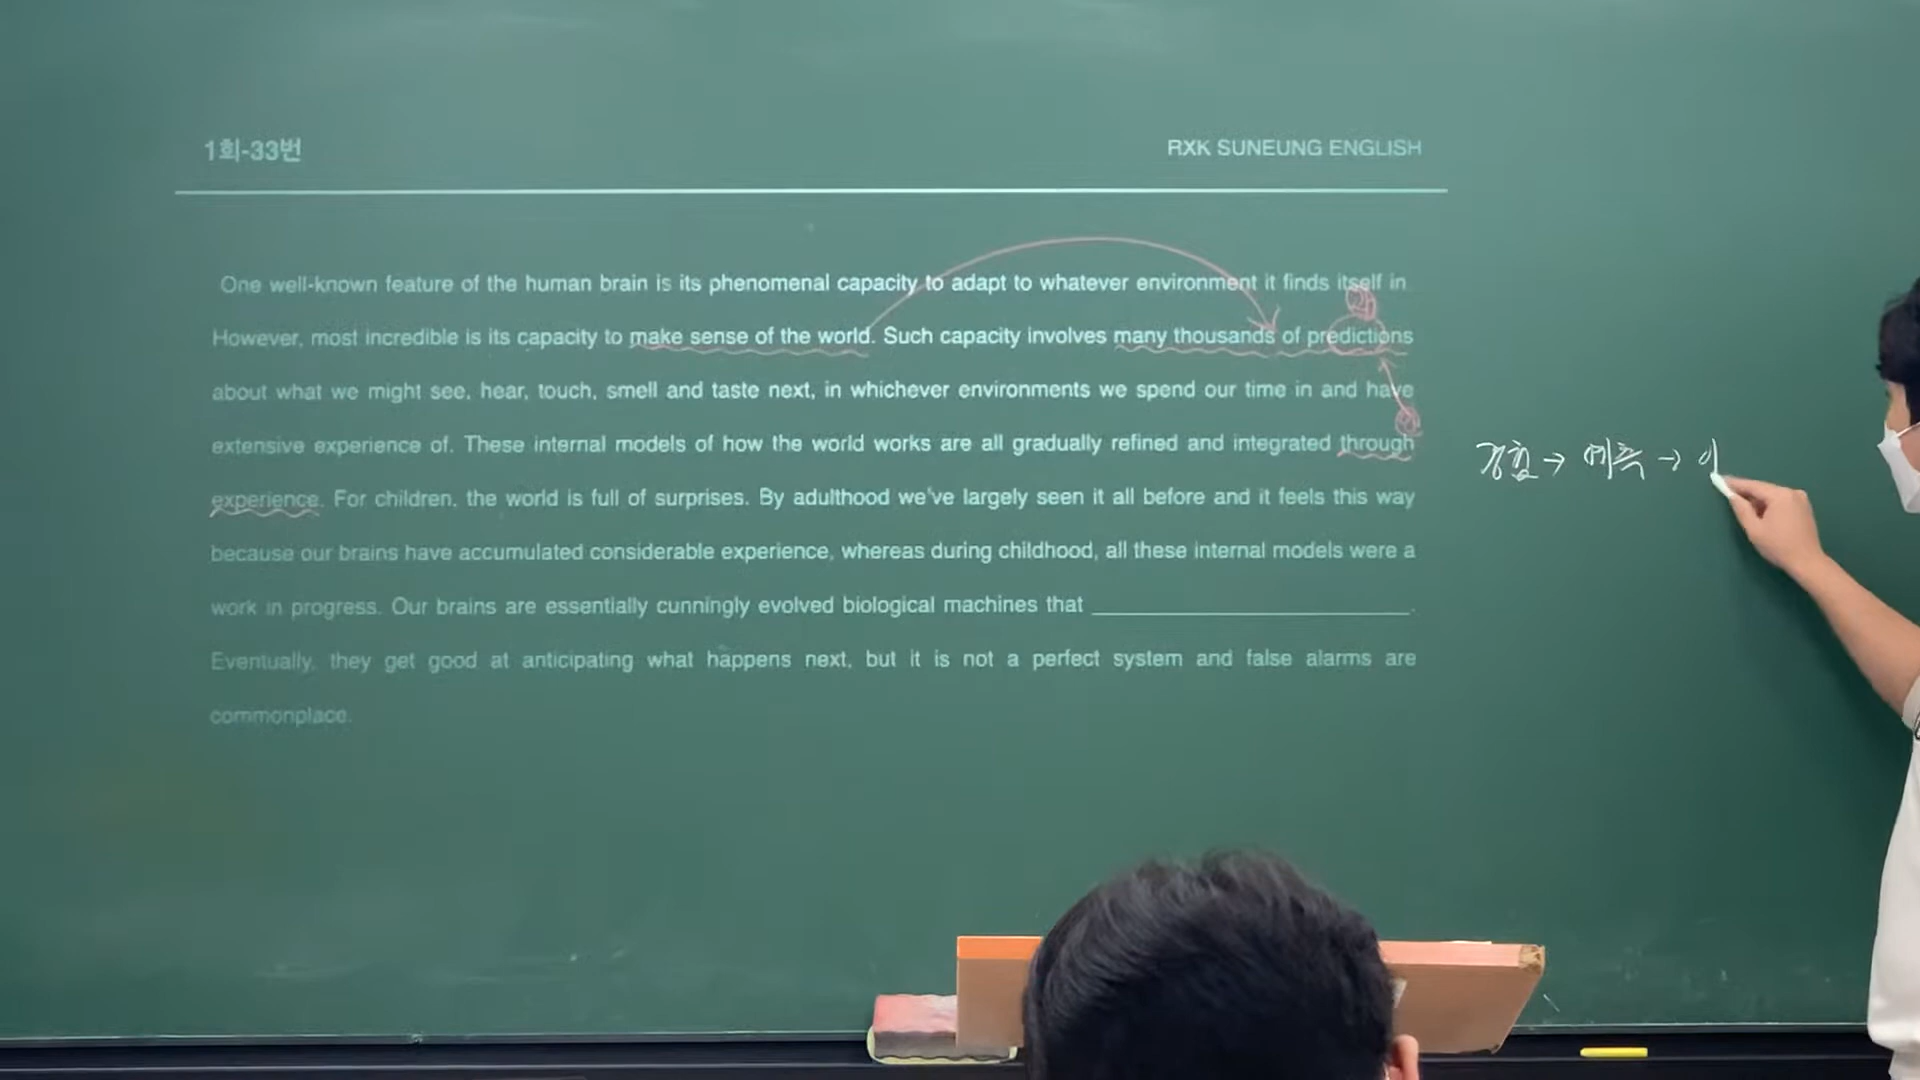 1회-33번
RXK SUNEUNG ENGLISH
One well-known feature of the human brain is its phenomenal capacity to adapt to whatever environment it finds itself in.
However, most incredible is its capacity to make sense of the world. Such capacity involves many thousands of predictions
about what we might see, hear, touch, smell and taste next, in whichever environments we spend our time in and have
extensive experience of. These internal models of how the world works are all gradually refined and integrated through
experience. For children, the world is full of surprises. By adulthood we've largely seen it all before and it feels this way
because our brains have accumulated considerable experience, whereas during childhood, all these internal models were a
work in progress. Our brains are essentially cunningly evolved biological machines that ______.
Eventually, they get good at anticipating what happens next, but it is not a perfect system and false alarms are
commonplace.
경험 → 예측 → 이